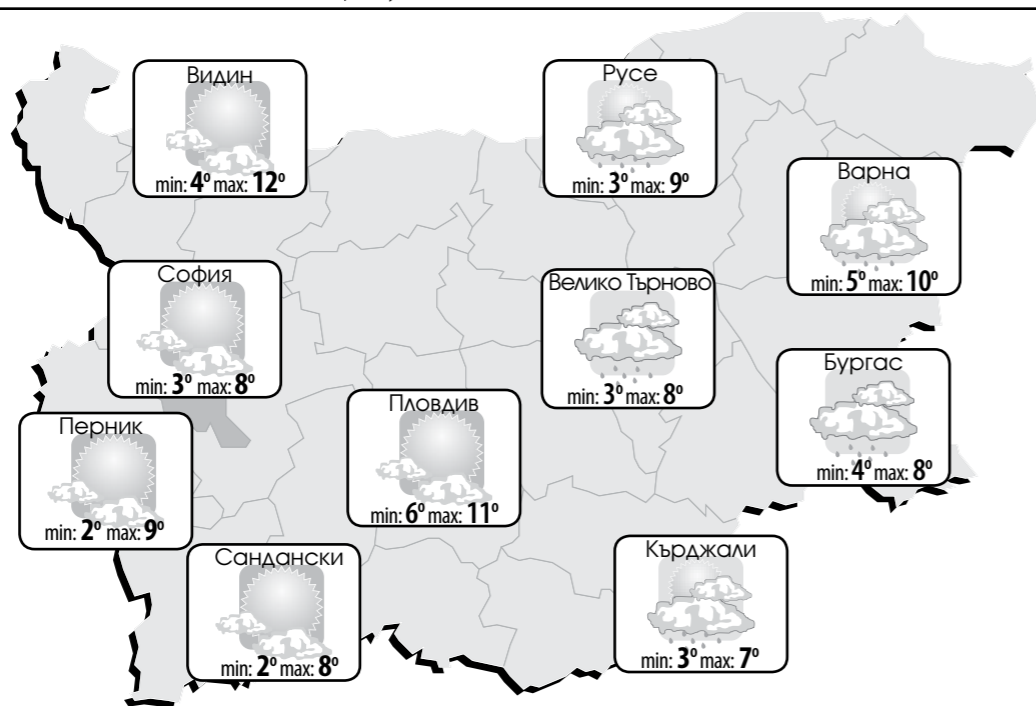 Видин
min: 4° max: 12°
Русе
min: 3° max: 9°
Варна
min: 5° max: 10°
София
min: 3° max: 8°
Велико Търново
min: 3° max: 8°
Бургас
min: 4° max: 8°
Пловдив
min: 6° max: 11°
Перник
min: 2° max: 9°
Сандански
min: 2° max: 8°
Кърджали
min: 3° max: 7°